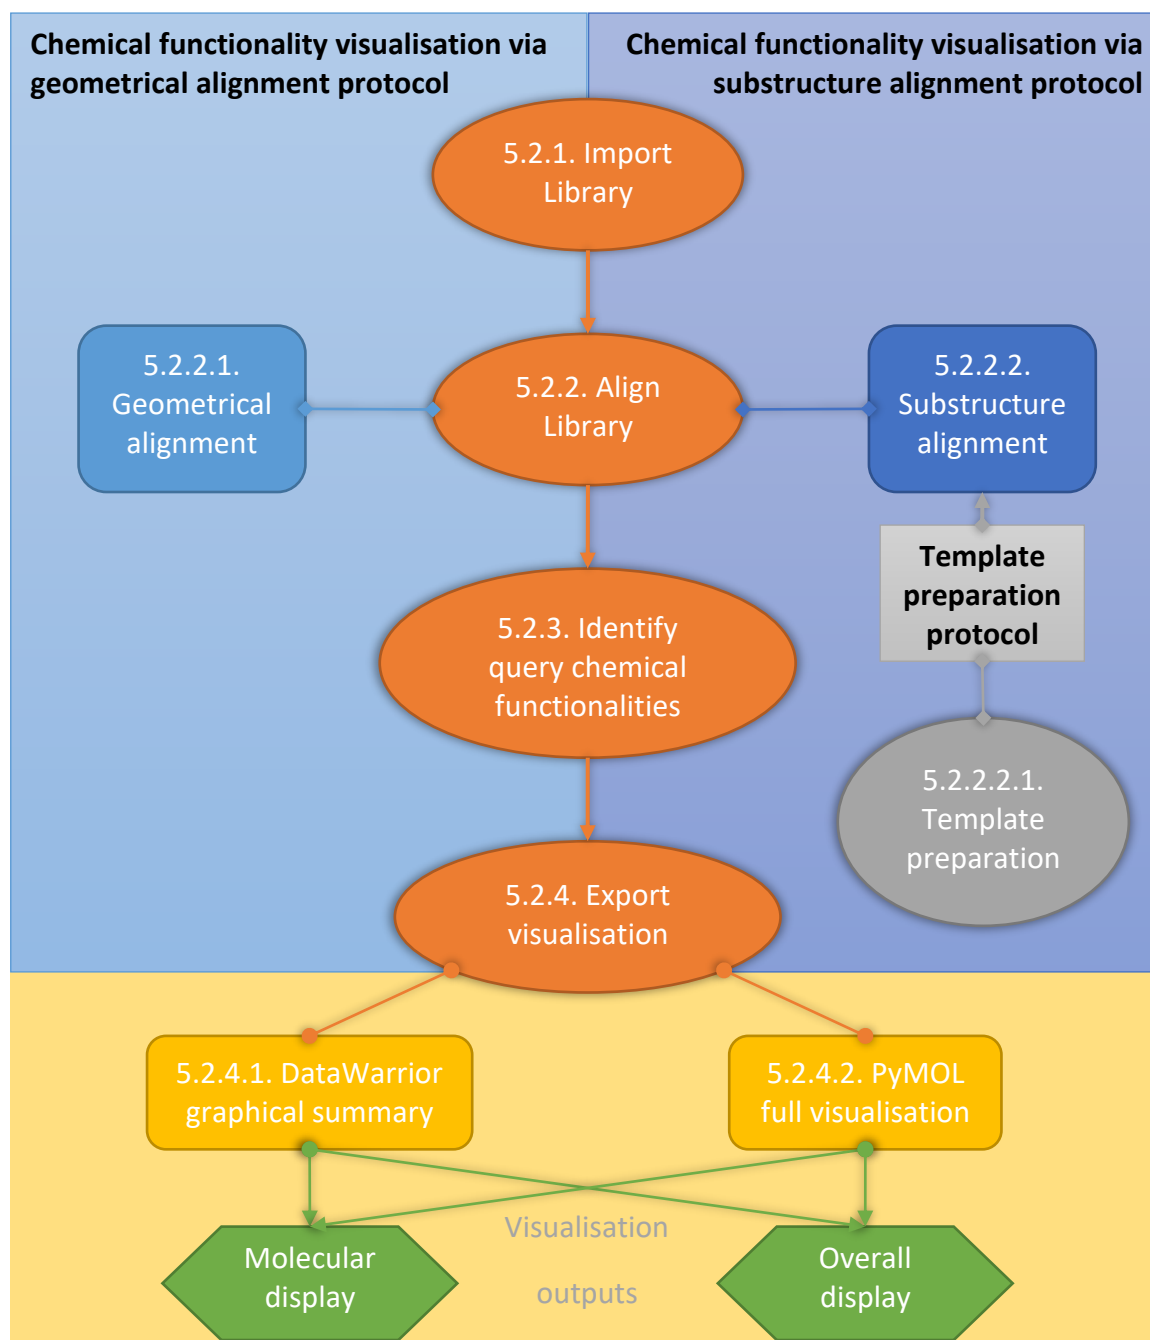 Chemical functionality visualisation via
geometrical alignment protocol
Chemical functionality visualisation via
substructure alignment protocol
5.2.1. Import
Library
5.2.2.1.
Geometrical
alignment
5.2.2. Align
Library
5.2.2.2.
Substructure
alignment
Template
preparation
protocol
5.2.3. Identify
query chemical
functionalities
5.2.2.2.1.
Template
preparation
5.2.4. Export
visualisation
5.2.4.1. DataWarrior
graphical summary
5.2.4.2. PyMOL
full visualisation
Visualisation
outputs
Molecular
display
Overall
display